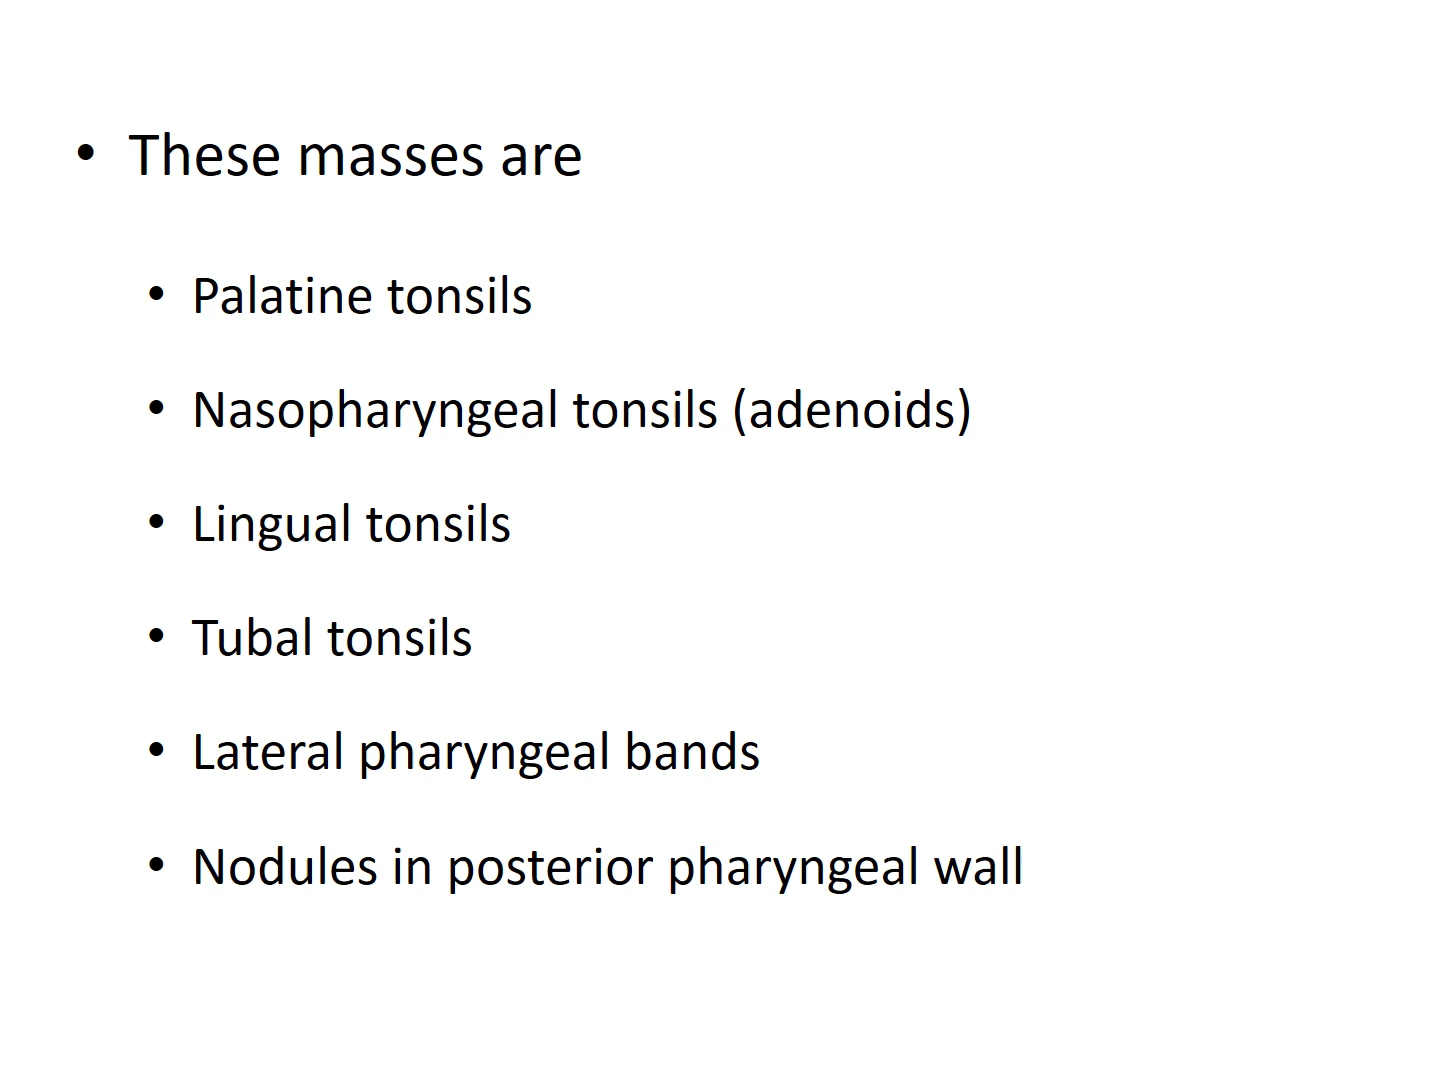 • These masses are
• Palatine tonsils
• Nasopharyngeal tonsils (adenoids)
• Lingual tonsils
• Tubal tonsils
• Lateral pharyngeal bands
• Nodules in posterior pharyngeal wall